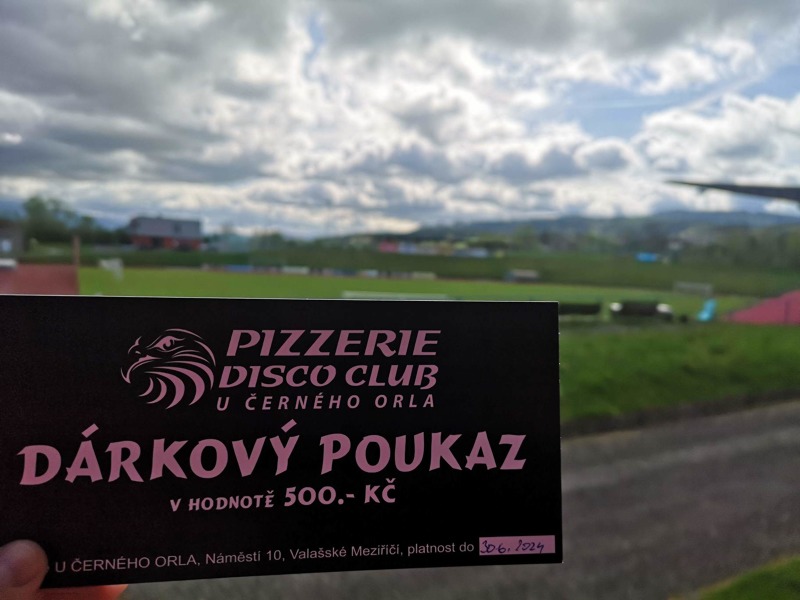 PIZZERIE
DISCO CLUB
U ČERNÉHO ORLA
DÁRKOVÝ POUKAZ
V HODNOTĚ 500.- KČ
U ČERNÉHO ORLA, Náměstí 10, Valašské Meziříčí, platnost do 30.6. 2024